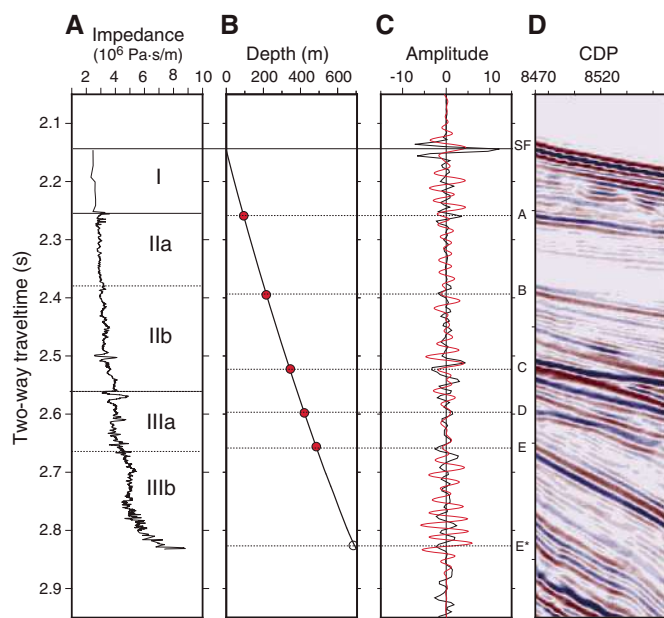 A B C D
Impedance Depth (m) Amplitude CDP
(10⁶ Pa·s/m)
2 4 6 8 10 0 200 400 600 -10 0 10 8470 8520
2.1
SF
I
2.2
A
IIa
2.3
B
2.4
IIb
2.5
C
Two-way traveltime (s)
2.6
D
IIIa
E
2.7
IIIb
2.8
E*
2.9